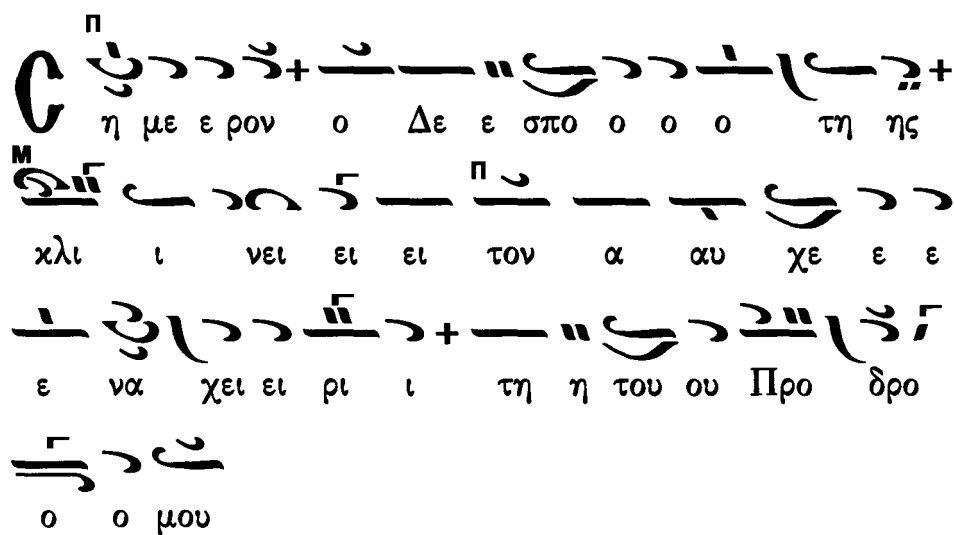 Π
Ϲη με ε ρον ο Δε ε σπο ο ο ο τη ης
Μ Π
κλι ι νει ει ει τον α αυ χε ε ε
ε να χει ει ρι ι τη η του ου Προ δρο
ο ο μου